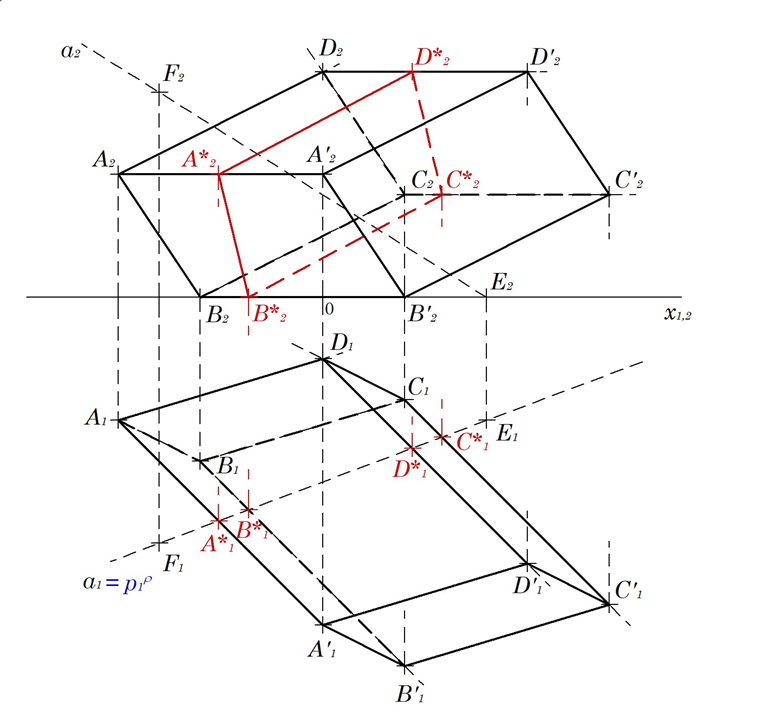 D₂ D*₂ D'₂
a₂
F₂
A₂ A*₂ A'₂
C₂ C*₂ C'₂
E₂
B₂ B*₂ 0 B'₂ x₁,₂
D₁
C₁
A₁
E₁
B₁ D*₁ C*₁
A*₁ B*₁
F₁
a₁ = p₁ᵖ D'₁ C'₁
A'₁
B'₁